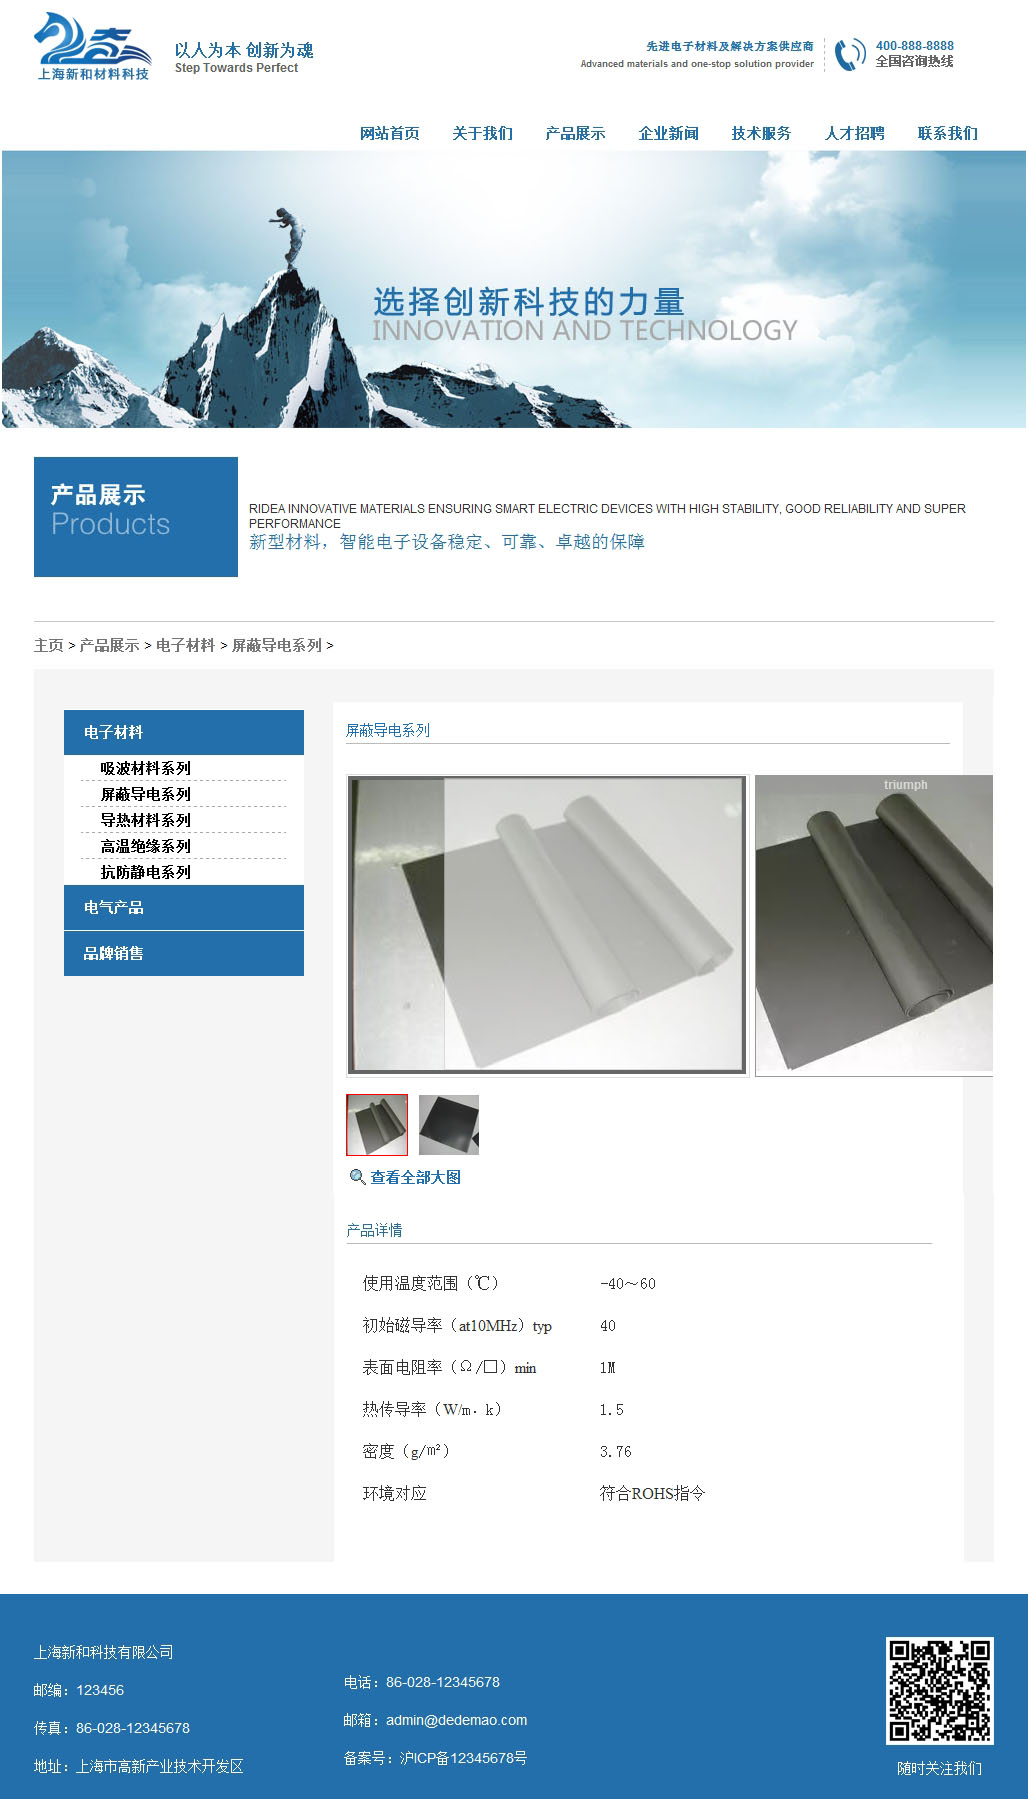 上海新和材料科技
以人为本 创新为魂
Step Towards Perfect
先进电子材料及解决方案供应商
Advanced materials and one-stop solution provider
400-888-8888
全国咨询热线
网站首页 关于我们 产品展示 企业新闻 技术服务 人才招聘 联系我们
选择创新科技的力量
INNOVATION AND TECHNOLOGY
产品展示
Products
RIDEA INNOVATIVE MATERIALS ENSURING SMART ELECTRIC DEVICES WITH HIGH STABILITY, GOOD RELIABILITY AND SUPER
PERFORMANCE
新型材料，智能电子设备稳定、可靠、卓越的保障
主页 > 产品展示 > 电子材料 > 屏蔽导电系列 >
电子材料
吸波材料系列
屏蔽导电系列
导热材料系列
高温绝缘系列
抗防静电系列
电气产品
品牌销售
屏蔽导电系列
triumph
查看全部大图
产品详情
使用温度范围（℃） -40～60
初始磁导率（at10MHz）typ 40
表面电阻率（Ω/□）min 1M
热传导率（W/m．k） 1.5
密度（g/㎡） 3.76
环境对应 符合ROHS指令
上海新和科技有限公司
邮编：123456
传真：86-028-12345678
地址：上海市高新产业技术开发区
电话：86-028-12345678
邮箱：admin@dedemao.com
备案号：沪ICP备12345678号
随时关注我们